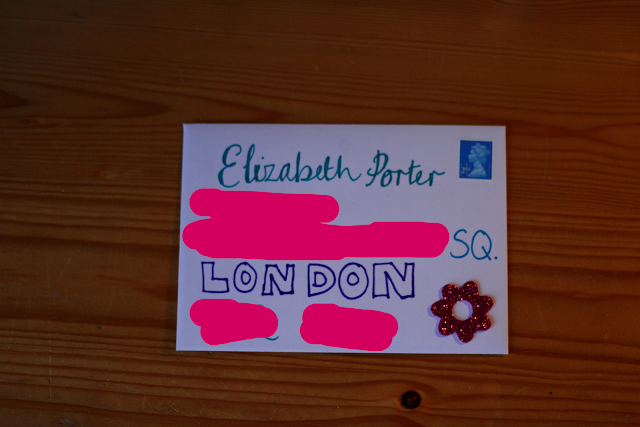 Elizabeth Porter
SQ.
LONDON